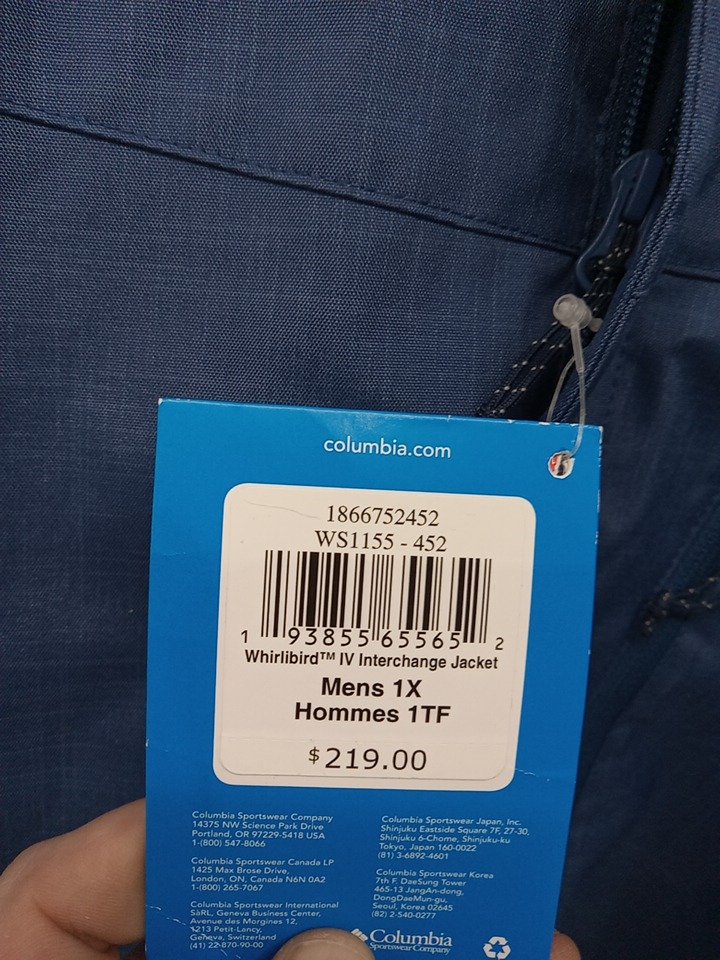 columbia.com
1866752452
WS1155 - 452
1 93855 65565 2
Whirlibird™ IV Interchange Jacket
Mens 1X
Hommes 1TF
$219.00
Columbia Sportswear Company
14375 NW Science Park Drive
Portland, OR 97229-5418 USA
1-(800) 547-8066
Columbia Sportswear Canada LP
1425 Max Brose Drive,
London, ON, Canada N6N 0A2
1-(800) 265-7067
Columbia Sportswear International
SàRL, Geneva Business Center,
Avenue des Morgines 12,
1213 Petit-Lancy,
Geneva, Switzerland
(41) 22-870-90-00
Columbia Sportswear Japan, Inc.
Shinjuku Eastside Square 7F, 27-30,
Shinjuku 6-Chome, Shinjuku-ku
Tokyo, Japan 160-0022
(81) 3-6892-4601
Columbia Sportswear Korea
7th F. DaeSung Tower
465-13 JangAn-dong,
DongDaeMun-gu,
Seoul, Korea 02645
(82) 2-540-0277
Columbia
Sportswear Company